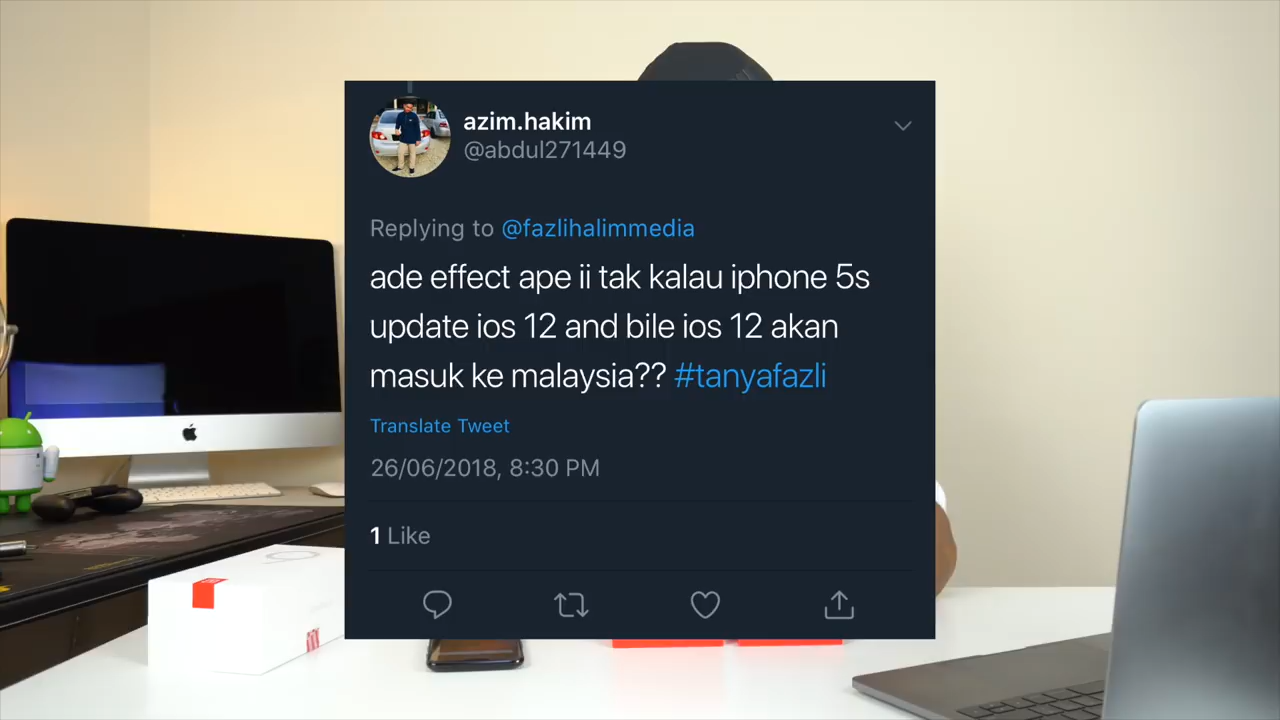 azim.hakim
@abdul271449
Replying to @fazlihalimmedia
ade effect ape ii tak kalau iphone 5s
update ios 12 and bile ios 12 akan
masuk ke malaysia?? #tanyafazli
Translate Tweet
26/06/2018, 8:30 PM
1 Like